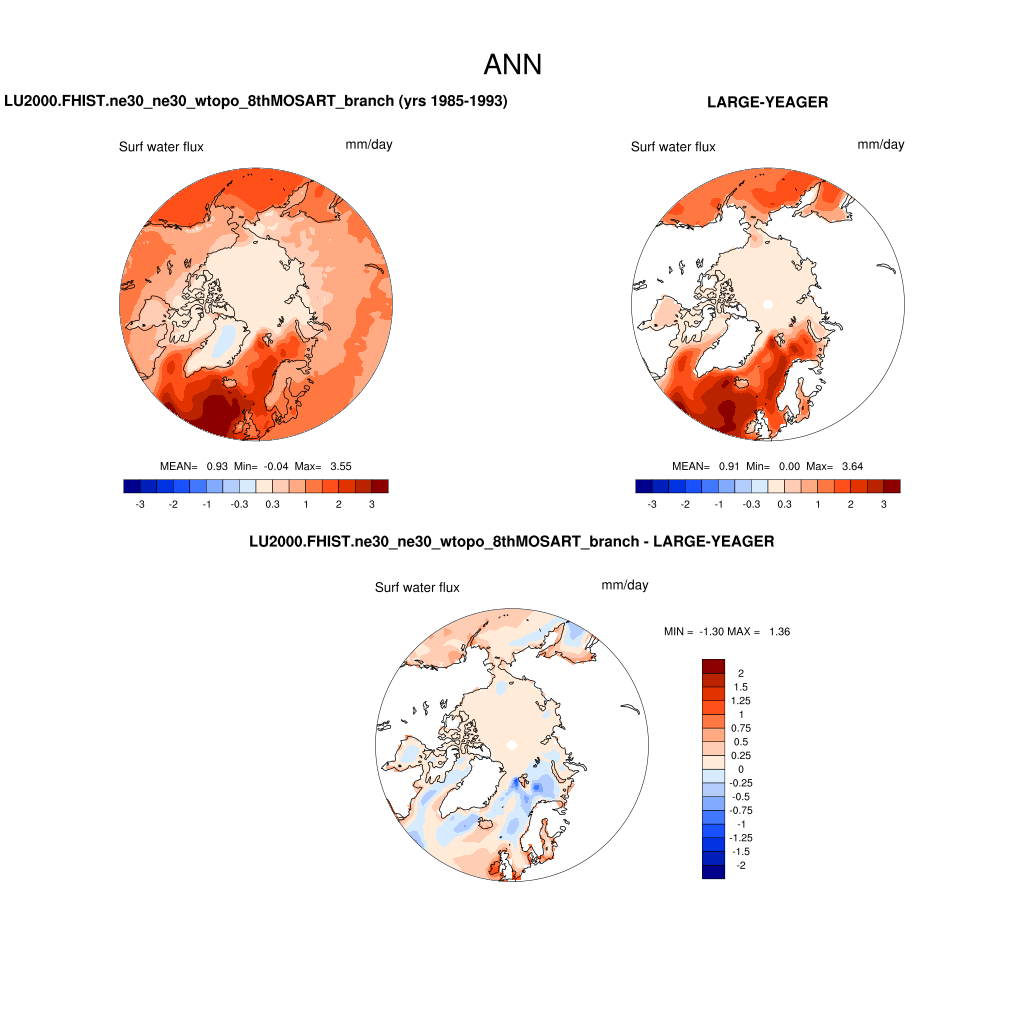 ANN
LU2000.FHIST.ne30_ne30_wtopo_8thMOSART_branch (yrs 1985-1993)
LARGE-YEAGER
Surf water flux mm/day
Surf water flux mm/day
MEAN= 0.93 Min= -0.04 Max= 3.55
MEAN= 0.91 Min= 0.00 Max= 3.64
-3 -2 -1 -0.3 0.3 1 2 3
-3 -2 -1 -0.3 0.3 1 2 3
LU2000.FHIST.ne30_ne30_wtopo_8thMOSART_branch - LARGE-YEAGER
Surf water flux mm/day
MIN = -1.30 MAX = 1.36
2
1.5
1.25
1
0.75
0.5
0.25
0
-0.25
-0.5
-0.75
-1
-1.25
-1.5
-2